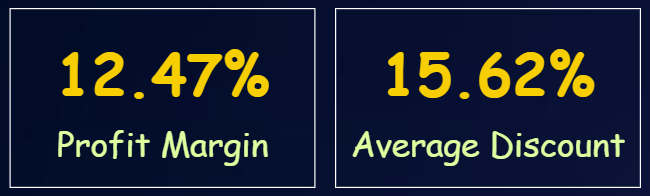 12.47%
Profit Margin
15.62%
Average Discount